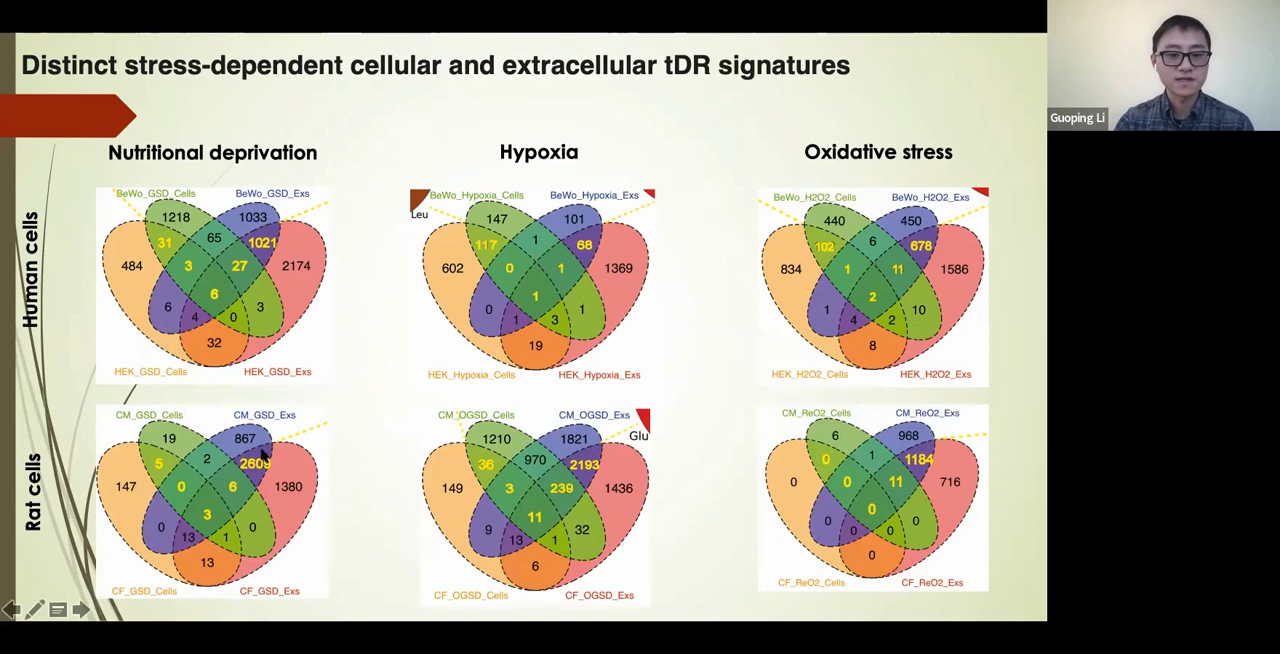 Distinct stress-dependent cellular and extracellular tDR signatures
Guoping Li
Nutritional deprivation
Hypoxia
Oxidative stress
Human cells
BeWo_GSD_Cells
BeWo_GSD_Exs
1218
1033
31
65
1021
484
3
27
2174
6
6
4
0
3
32
HEK_GSD_Cells
HEK_GSD_Exs
Leu
BeWo_Hypoxia_Cells
BeWo_Hypoxia_Exs
147
101
117
1
68
602
0
1
1369
1
0
1
3
1
19
HEK_Hypoxia_Cells
HEK_Hypoxia_Exs
BeWo_H2O2_Cells
BeWo_H2O2_Exs
440
450
102
6
678
834
1
11
1586
2
1
4
2
10
8
HEK_H2O2_Cells
HEK_H2O2_Exs
Rat cells
CM_GSD_Cells
CM_GSD_Exs
19
867
5
2
2609
147
0
6
1380
3
0
13
1
0
13
CF_GSD_Cells
CF_GSD_Exs
CM_OGSD_Cells
CM_OGSD_Exs
Glu
1210
1821
36
970
2193
149
3
239
1436
11
9
13
1
32
6
CF_OGSD_Cells
CF_OGSD_Exs
CM_ReO2_Cells
CM_ReO2_Exs
6
968
0
1
1184
0
0
11
716
0
0
0
0
0
0
CF_ReO2_Cells
CF_ReO2_Exs